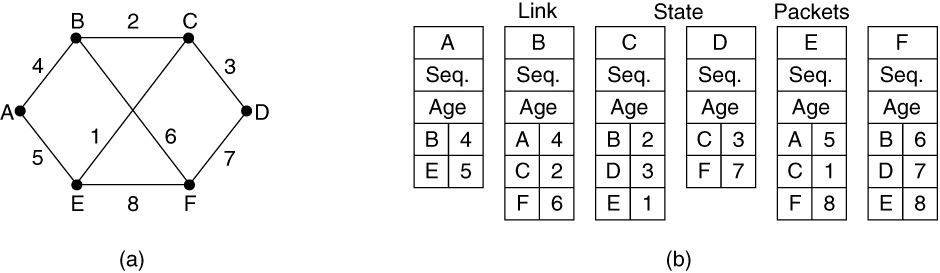 Link State Packets
B 2 C
4 3
A D
1 6
5 7
E 8 F
(a)
A B C D E F
Seq. Seq. Seq. Seq. Seq. Seq.
Age Age Age Age Age Age
B 4 A 4 B 2 C 3 A 5 B 6
E 5 C 2 D 3 F 7 C 1 D 7
F 6 E 1 F 8 E 8
(b)